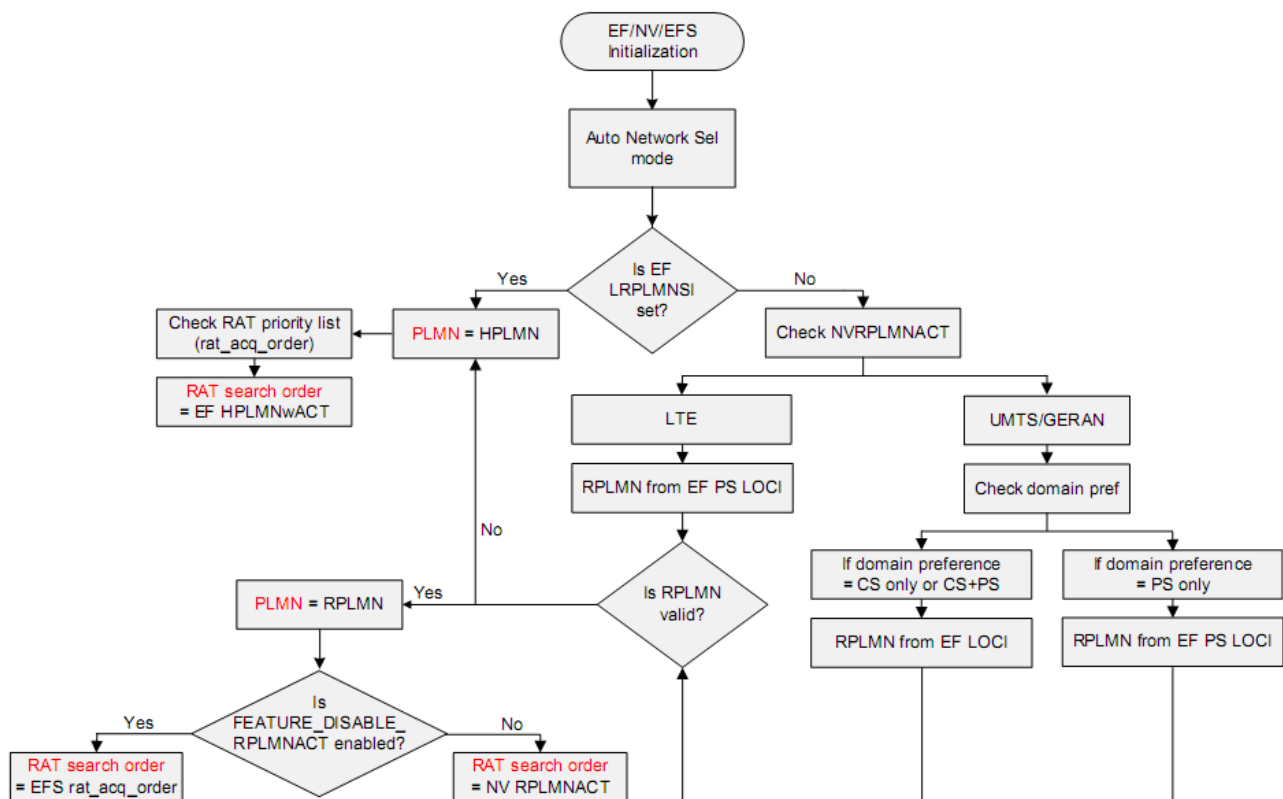 EF/NV/EFS
Initialization
Auto Network Sel
mode
Is EF
LRPLMNSI
set?
Yes
No
Check RAT priority list
(rat_acq_order)
PLMN = HPLMN
Check NVRPLMNACT
RAT search order
= EF HPLMNwACT
LTE
UMTS/GERAN
RPLMN from EF PS LOCI
Check domain pref
No
If domain preference
= CS only or CS+PS
If domain preference
= PS only
PLMN = RPLMN
Yes
Is RPLMN
valid?
RPLMN from EF LOCI
RPLMN from EF PS LOCI
Is
FEATURE_DISABLE_
RPLMNACT enabled?
Yes
No
RAT search order
= EFS rat_acq_order
RAT search order
= NV RPLMNACT